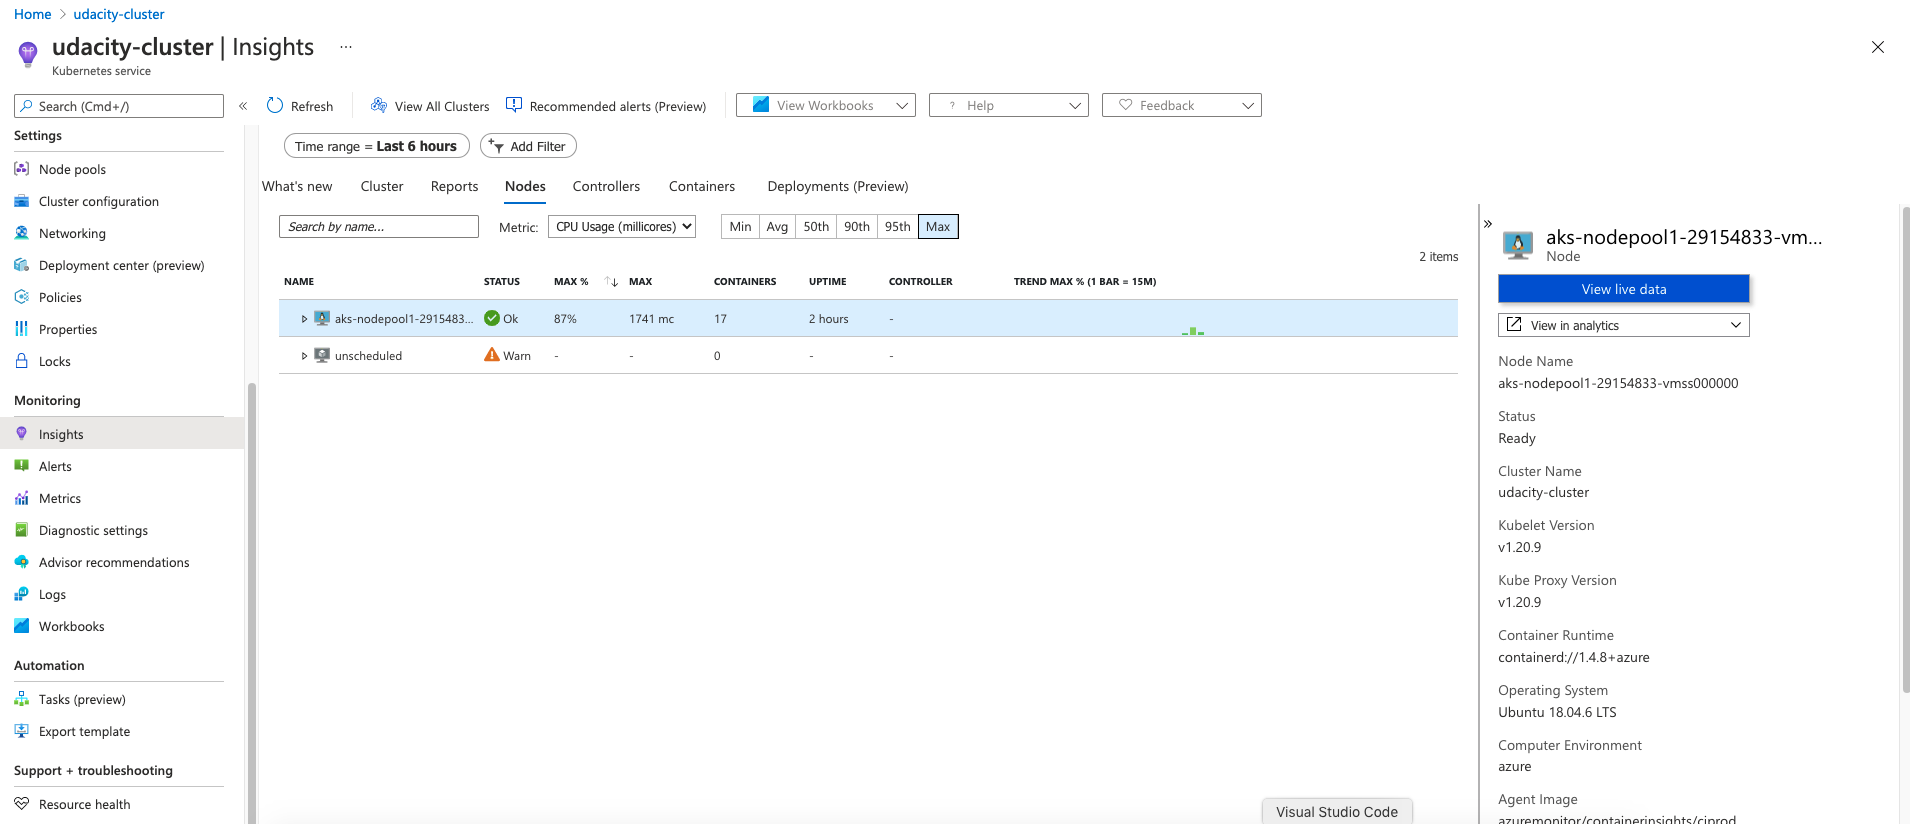 Home > udacity-cluster
udacity-cluster | Insights ...
Kubernetes service
Search (Cmd+/)
«
Refresh
View All Clusters
Recommended alerts (Preview)
View Workbooks
? Help
Feedback
Settings
Node pools
Cluster configuration
Networking
Deployment center (preview)
Policies
Properties
Locks
Monitoring
Insights
Alerts
Metrics
Diagnostic settings
Advisor recommendations
Logs
Workbooks
Automation
Tasks (preview)
Export template
Support + troubleshooting
Resource health
Time range = Last 6 hours
Add Filter
What's new Cluster Reports Nodes Controllers Containers Deployments (Preview)
Search by name...
Metric: CPU Usage (millicores)
Min Avg 50th 90th 95th Max
2 items
NAME STATUS MAX % MAX CONTAINERS UPTIME CONTROLLER TREND MAX % (1 BAR = 15M)
aks-nodepool1-2915483... Ok 87% 1741 mc 17 2 hours -
unscheduled Warn - - 0 - -
»
aks-nodepool1-29154833-vm...
Node
View live data
View in analytics
Node Name
aks-nodepool1-29154833-vmss000000
Status
Ready
Cluster Name
udacity-cluster
Kubelet Version
v1.20.9
Kube Proxy Version
v1.20.9
Container Runtime
containerd://1.4.8+azure
Operating System
Ubuntu 18.04.6 LTS
Computer Environment
azure
Agent Image
azuremonitor/containerinsights/ciprod
Visual Studio Code